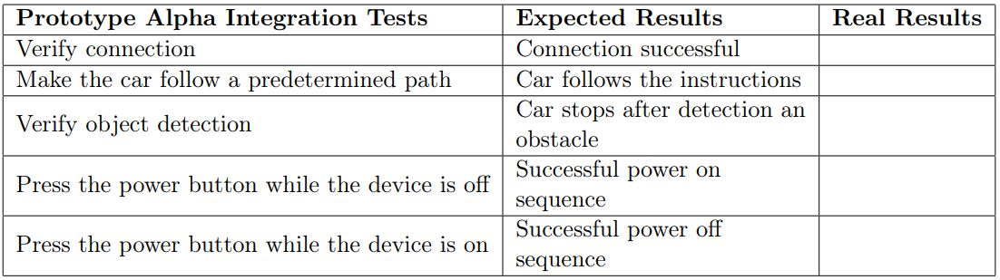 Prototype Alpha Integration Tests Expected Results Real Results
Verify connection Connection successful
Make the car follow a predetermined path Car follows the instructions
Verify object detection Car stops after detection an
obstacle
Press the power button while the device is off Successful power on
sequence
Press the power button while the device is on Successful power off
sequence